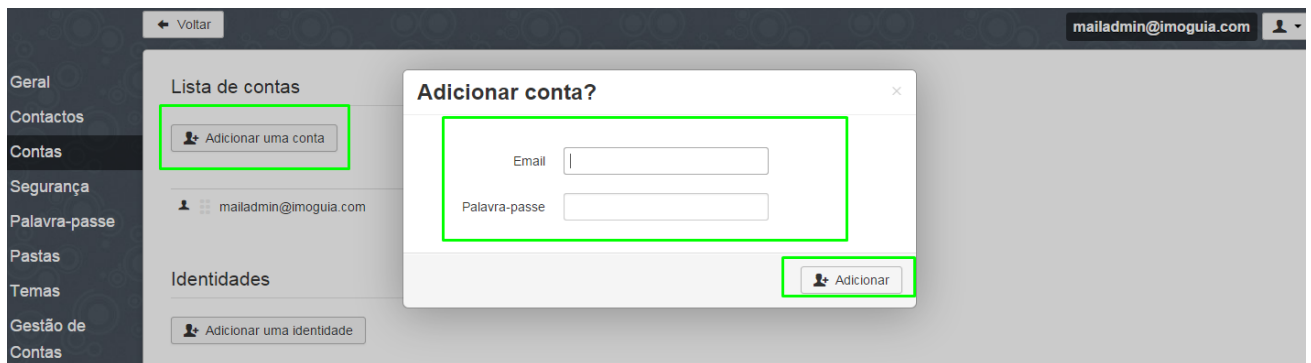 Voltar
mailadmin@imoguia.com
Geral
Contactos
Contas
Segurança
Palavra-passe
Pastas
Temas
Gestão de
Contas
Lista de contas
Adicionar uma conta
mailadmin@imoguia.com
Identidades
Adicionar uma identidade
Adicionar conta?
×
Email
Palavra-passe
Adicionar